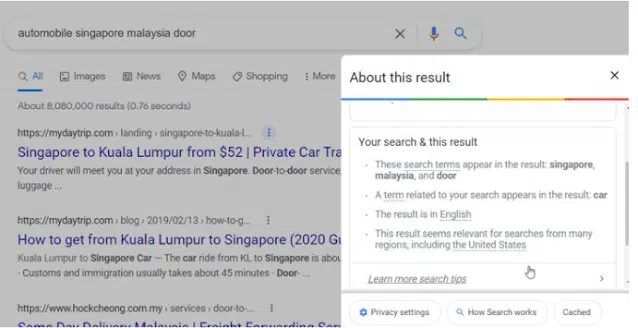 automobile singapore malaysia door
All
Images
News
Maps
Shopping
More
About 8,080,000 results (0.76 seconds)
https://mydaytrip.com › landing › singapore-to-kuala-l...
Singapore to Kuala Lumpur from $52 | Private Car Tra
Your driver will meet you at your address in Singapore. Door-to-door service,
luggage ...
https://mydaytrip.com › blog › 2019/02/13 › how-to-g...
How to get from Kuala Lumpur to Singapore (2020 Gu
Kuala Lumpur to Singapore Car — The car ride from KL to Singapore is abou
· Customs and immigration usually takes about 45 minutes · Door-
https://www.hockcheong.com.my › services › door-to-...
Same Day Delivery Malaysia | Freight Forwarding Serv
About this result
Your search & this result
These search terms appear in the result: singapore,
malaysia, and door
A term related to your search appears in the result: car
The result is in English
This result seems relevant for searches from many
regions, including the United States
Learn more search tips
Privacy settings
How Search works
Cached